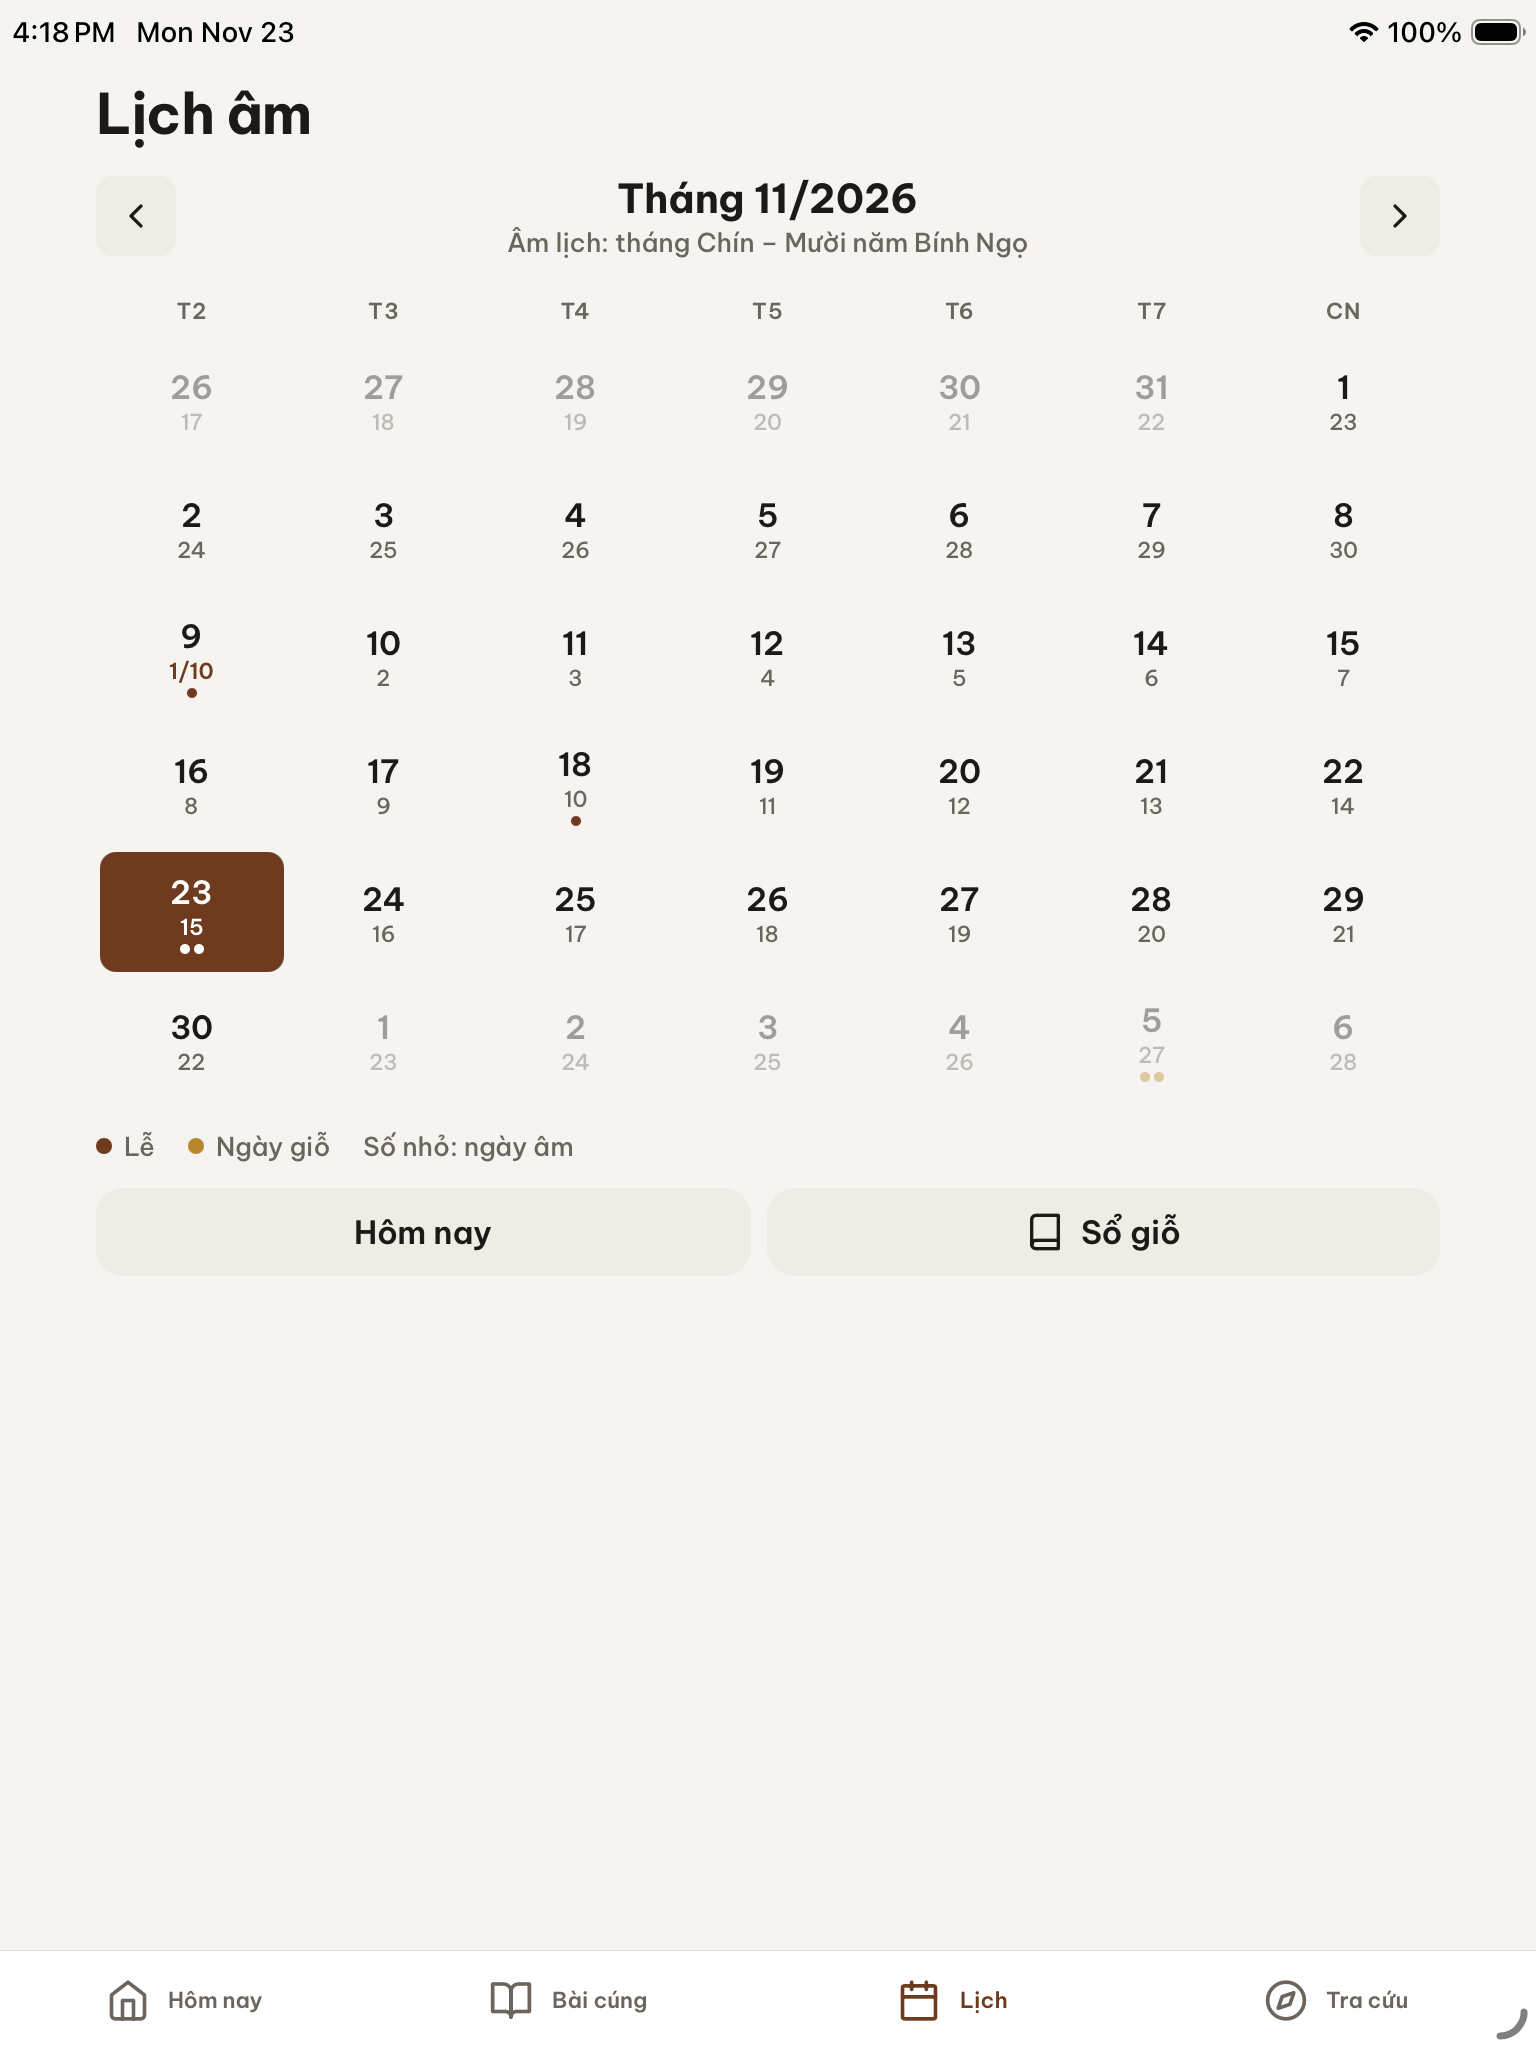 4:18 PM Mon Nov 23 100%
Lịch âm
Tháng 11/2026
Âm lịch: tháng Chín – Mười năm Bính Ngọ
T2 T3 T4 T5 T6 T7 CN
26 27 28 29 30 31 1
17 18 19 20 21 22 23
2 3 4 5 6 7 8
24 25 26 27 28 29 30
9 10 11 12 13 14 15
1/10 2 3 4 5 6 7
16 17 18 19 20 21 22
8 9 10 11 12 13 14
23 24 25 26 27 28 29
15 16 17 18 19 20 21
30 1 2 3 4 5 6
22 23 24 25 26 27 28
Lễ Ngày giỗ Số nhỏ: ngày âm
Hôm nay Sổ giỗ
Hôm nay Bài cúng Lịch Tra cứu